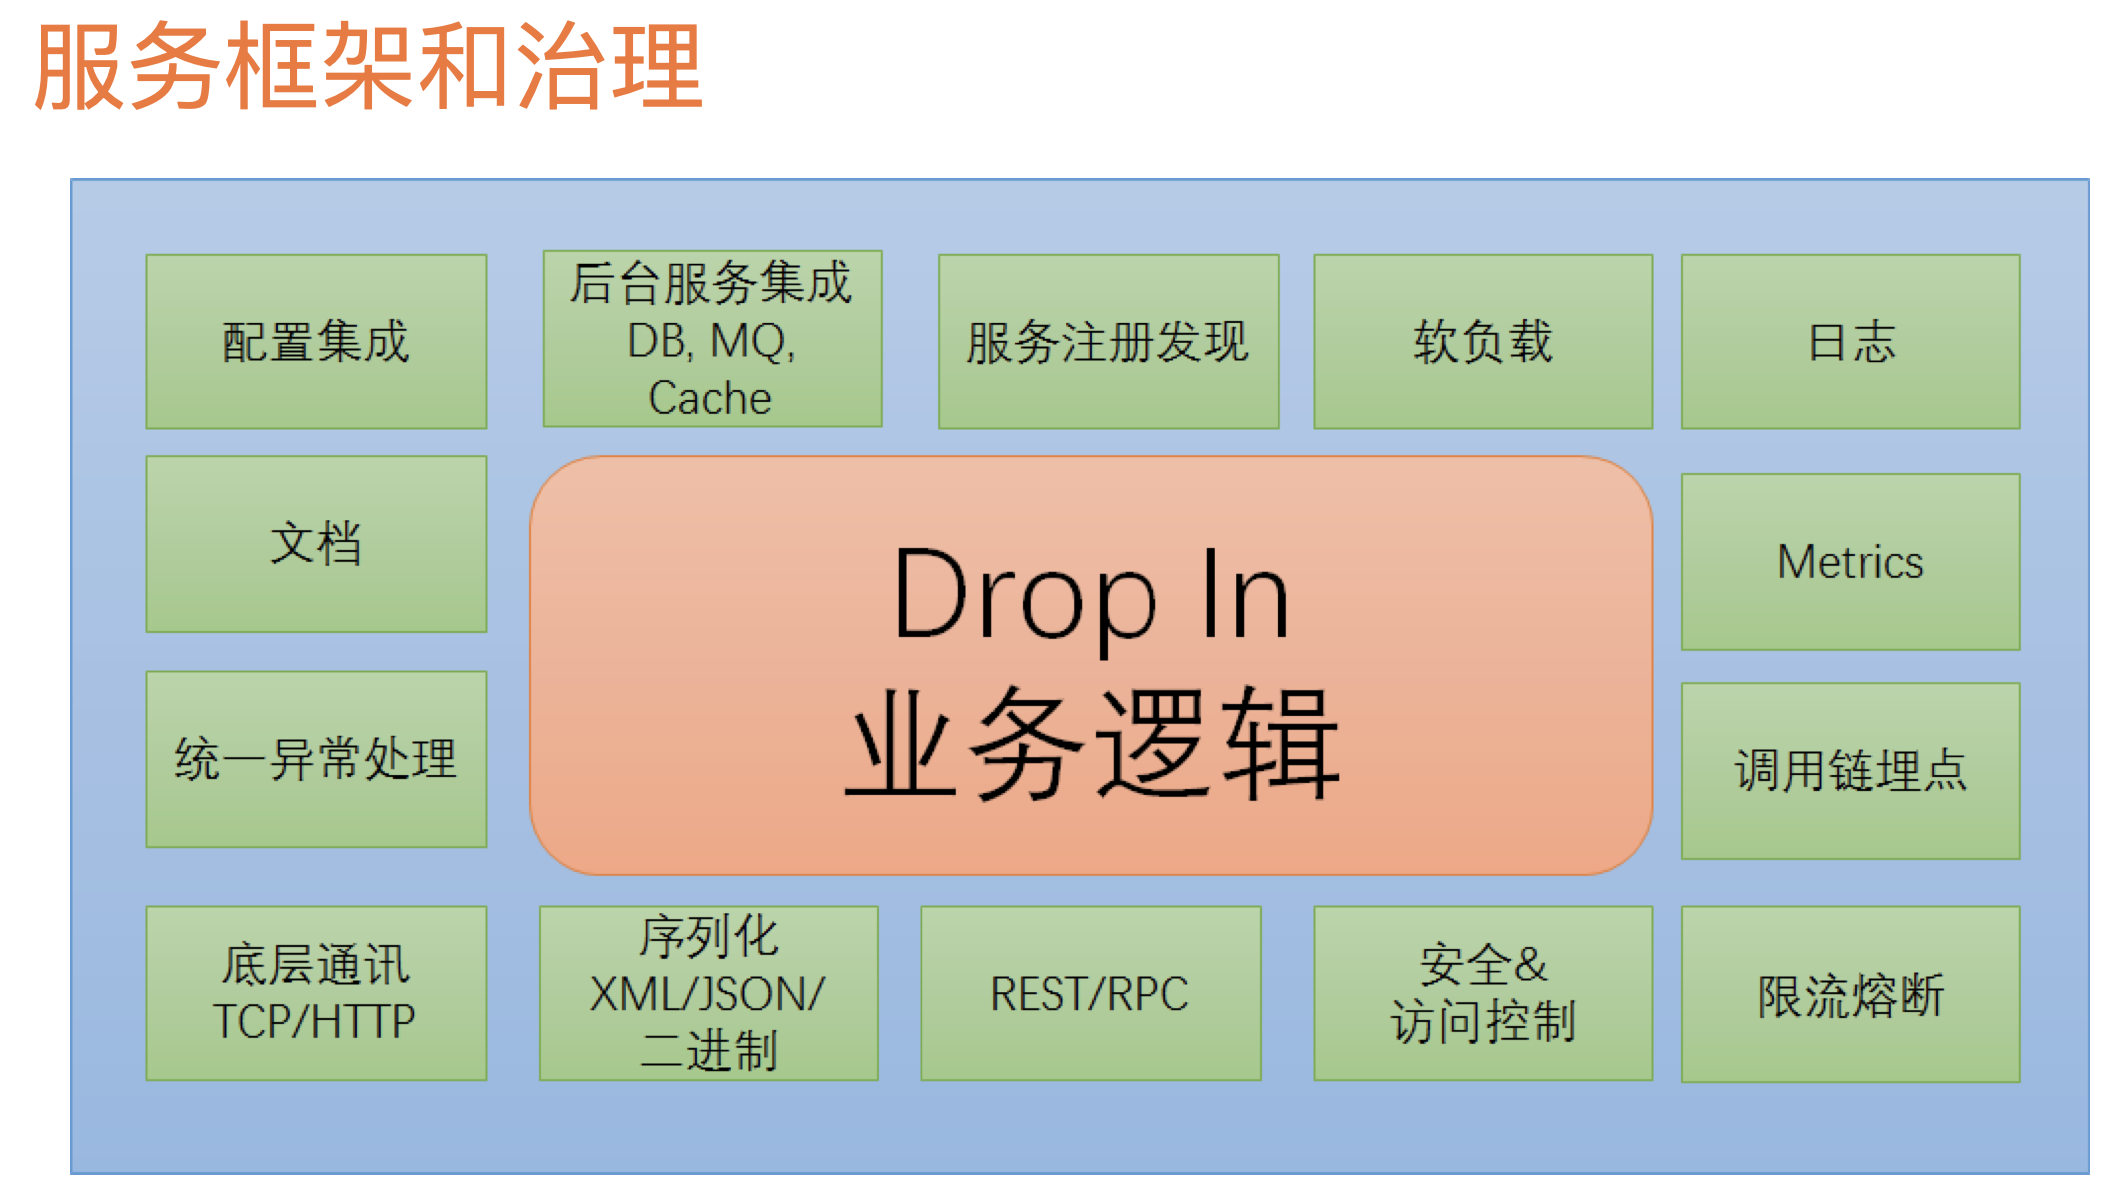 服务框架和治理
配置集成
后台服务集成
DB, MQ,
Cache
服务注册发现
软负载
日志
文档
Drop In
业务逻辑
Metrics
统一异常处理
调用链埋点
底层通讯
TCP/HTTP
序列化
XML/JSON/
二进制
REST/RPC
安全&
访问控制
限流熔断